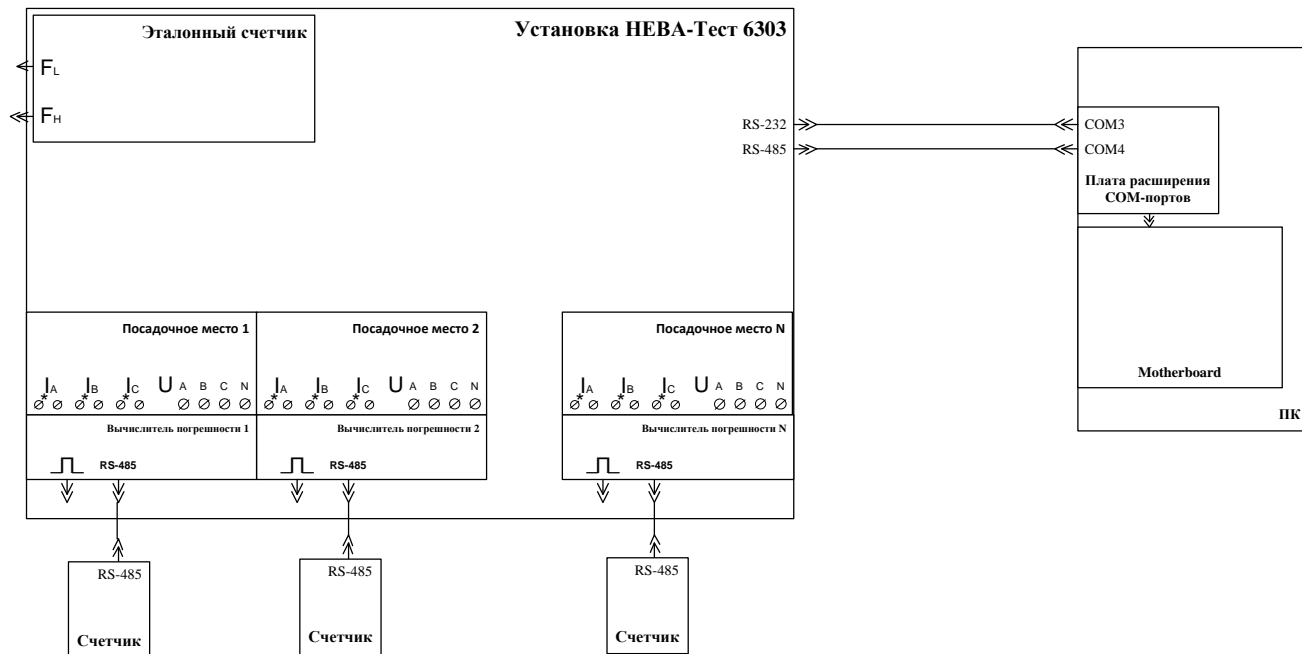 Установка НЕВА-Тест 6303
Эталонный счетчик
FL
FH
RS-232
RS-485
COM3
COM4
Плата расширения
COM-портов
Motherboard
ПК
Посадочное место 1
IA IB IC U A B C N
* * *
Вычислитель погрешности 1
RS-485
Посадочное место 2
IA IB IC U A B C N
* * *
Вычислитель погрешности 2
RS-485
Посадочное место N
IA IB IC U A B C N
* * *
Вычислитель погрешности N
RS-485
RS-485
Счетчик
RS-485
Счетчик
RS-485
Счетчик